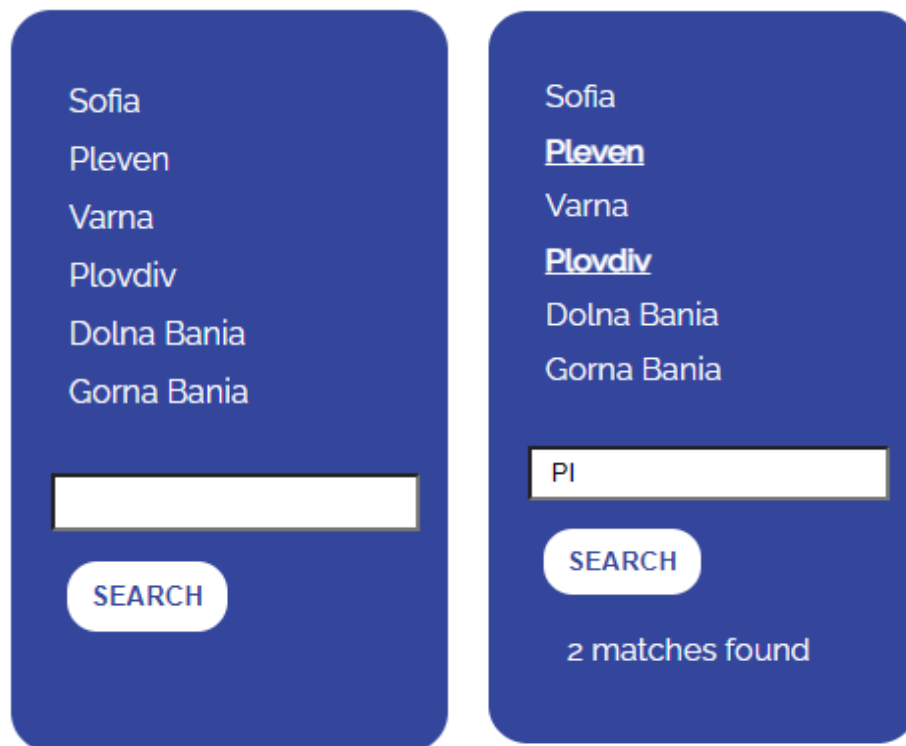 Sofia
Pleven
Varna
Plovdiv
Dolna Bania
Gorna Bania
SEARCH
Sofia
Pleven
Varna
Plovdiv
Dolna Bania
Gorna Bania
Pl
SEARCH
2 matches found